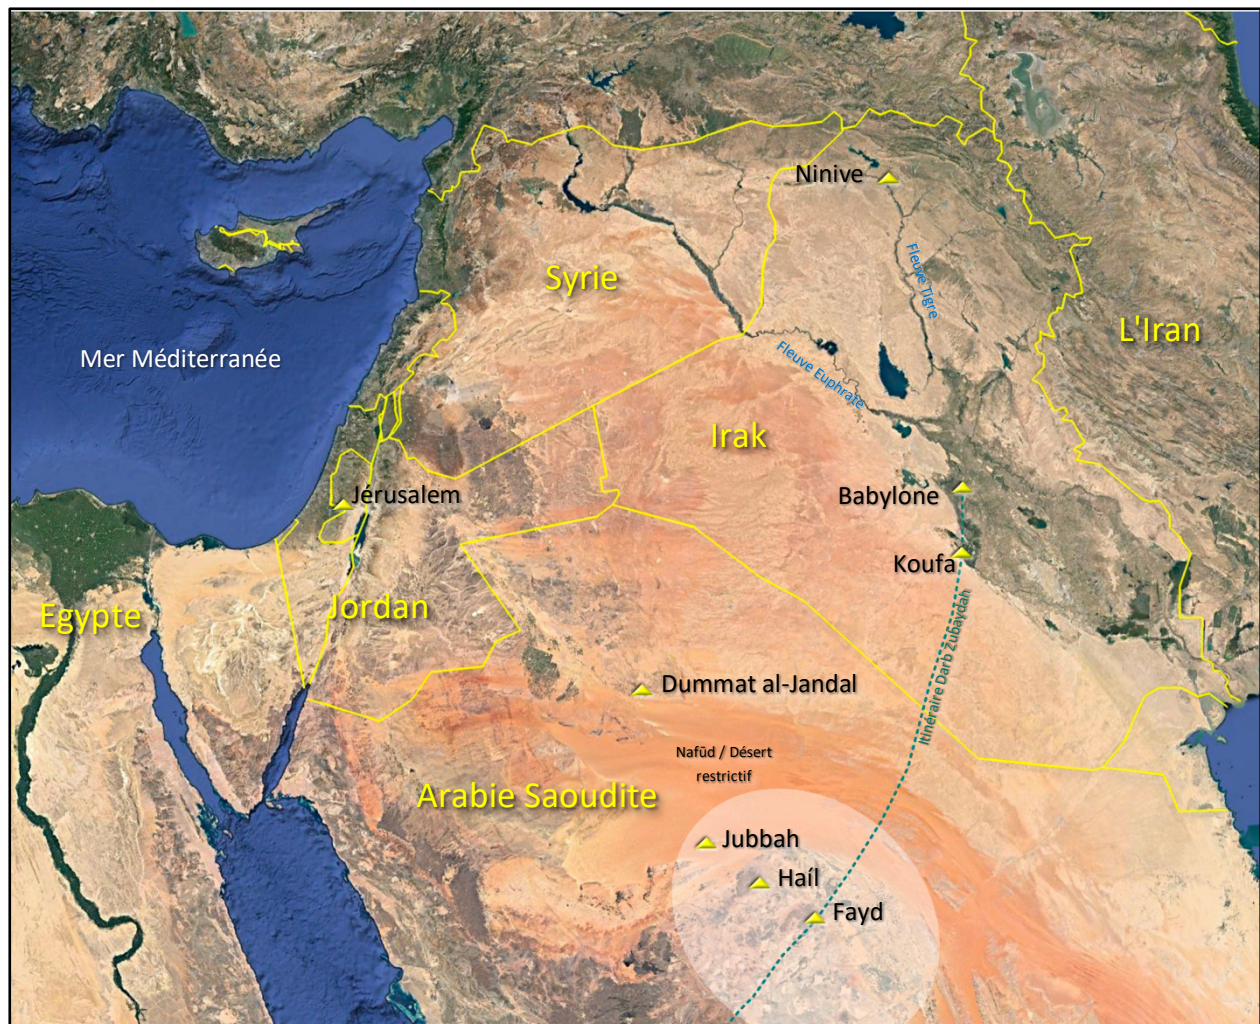 Ninive
Fleuve Tigre
Syrie
L'Iran
Mer Méditerranée
Fleuve Euphrate
Irak
Jérusalem
Babylone
Koufa
Egypte
Jordan
Itinéraire Darb Zubaydah
Dummat al-Jandal
Nafūd / Désert
restrictif
Arabie Saoudite
Jubbah
Haíl
Fayd